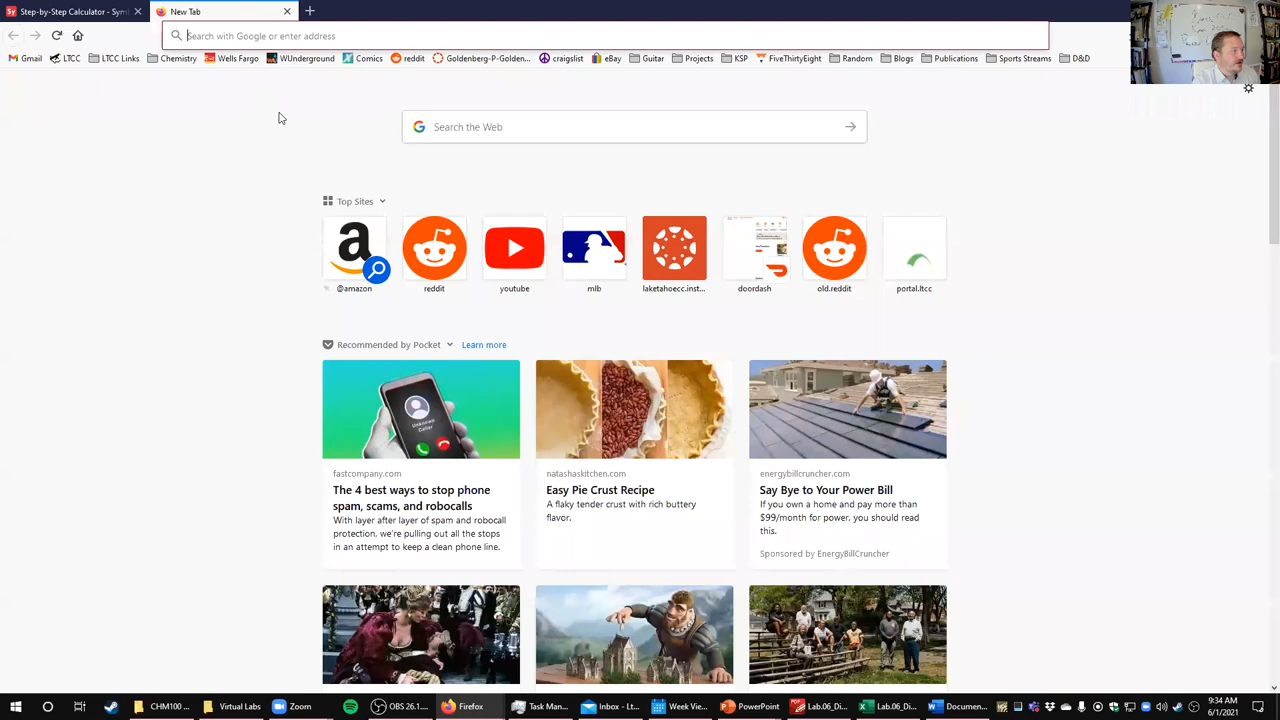 Step-by-Step Calculator - Sym
New Tab
Search with Google or enter address
Gmail LTCC LTCC Links Chemistry Wells Fargo WUnderground Comics reddit Goldenberg-P-Golden... craigslist eBay Guitar Projects KSP FiveThirtyEight Random Blogs Publications Sports Streams D&D
Search the Web
Top Sites
@amazon reddit youtube mlb laketahoecc.inst... doordash old.reddit portal.ltcc
Recommended by Pocket Learn more
Unknown
Caller
fastcompany.com
The 4 best ways to stop phone
spam, scams, and robocalls
With layer after layer of spam and robocall
protection, we're pulling out all the stops
in an attempt to keep a clean phone line.
natashaskitchen.com
Easy Pie Crust Recipe
A flaky tender crust with rich buttery
flavor.
energybillcruncher.com
Say Bye to Your Power Bill
If you own a home and pay more than
$99/month for power, you should read
this.
Sponsored by EnergyBillCruncher
CHM100 ... Virtual Labs Zoom OBS 26.1.... Firefox Task Man... Inbox - Lt... Week Vie... PowerPoint Lab.06_Di... Lab.06_Di... Document...
9:34 AM
6/1/2021